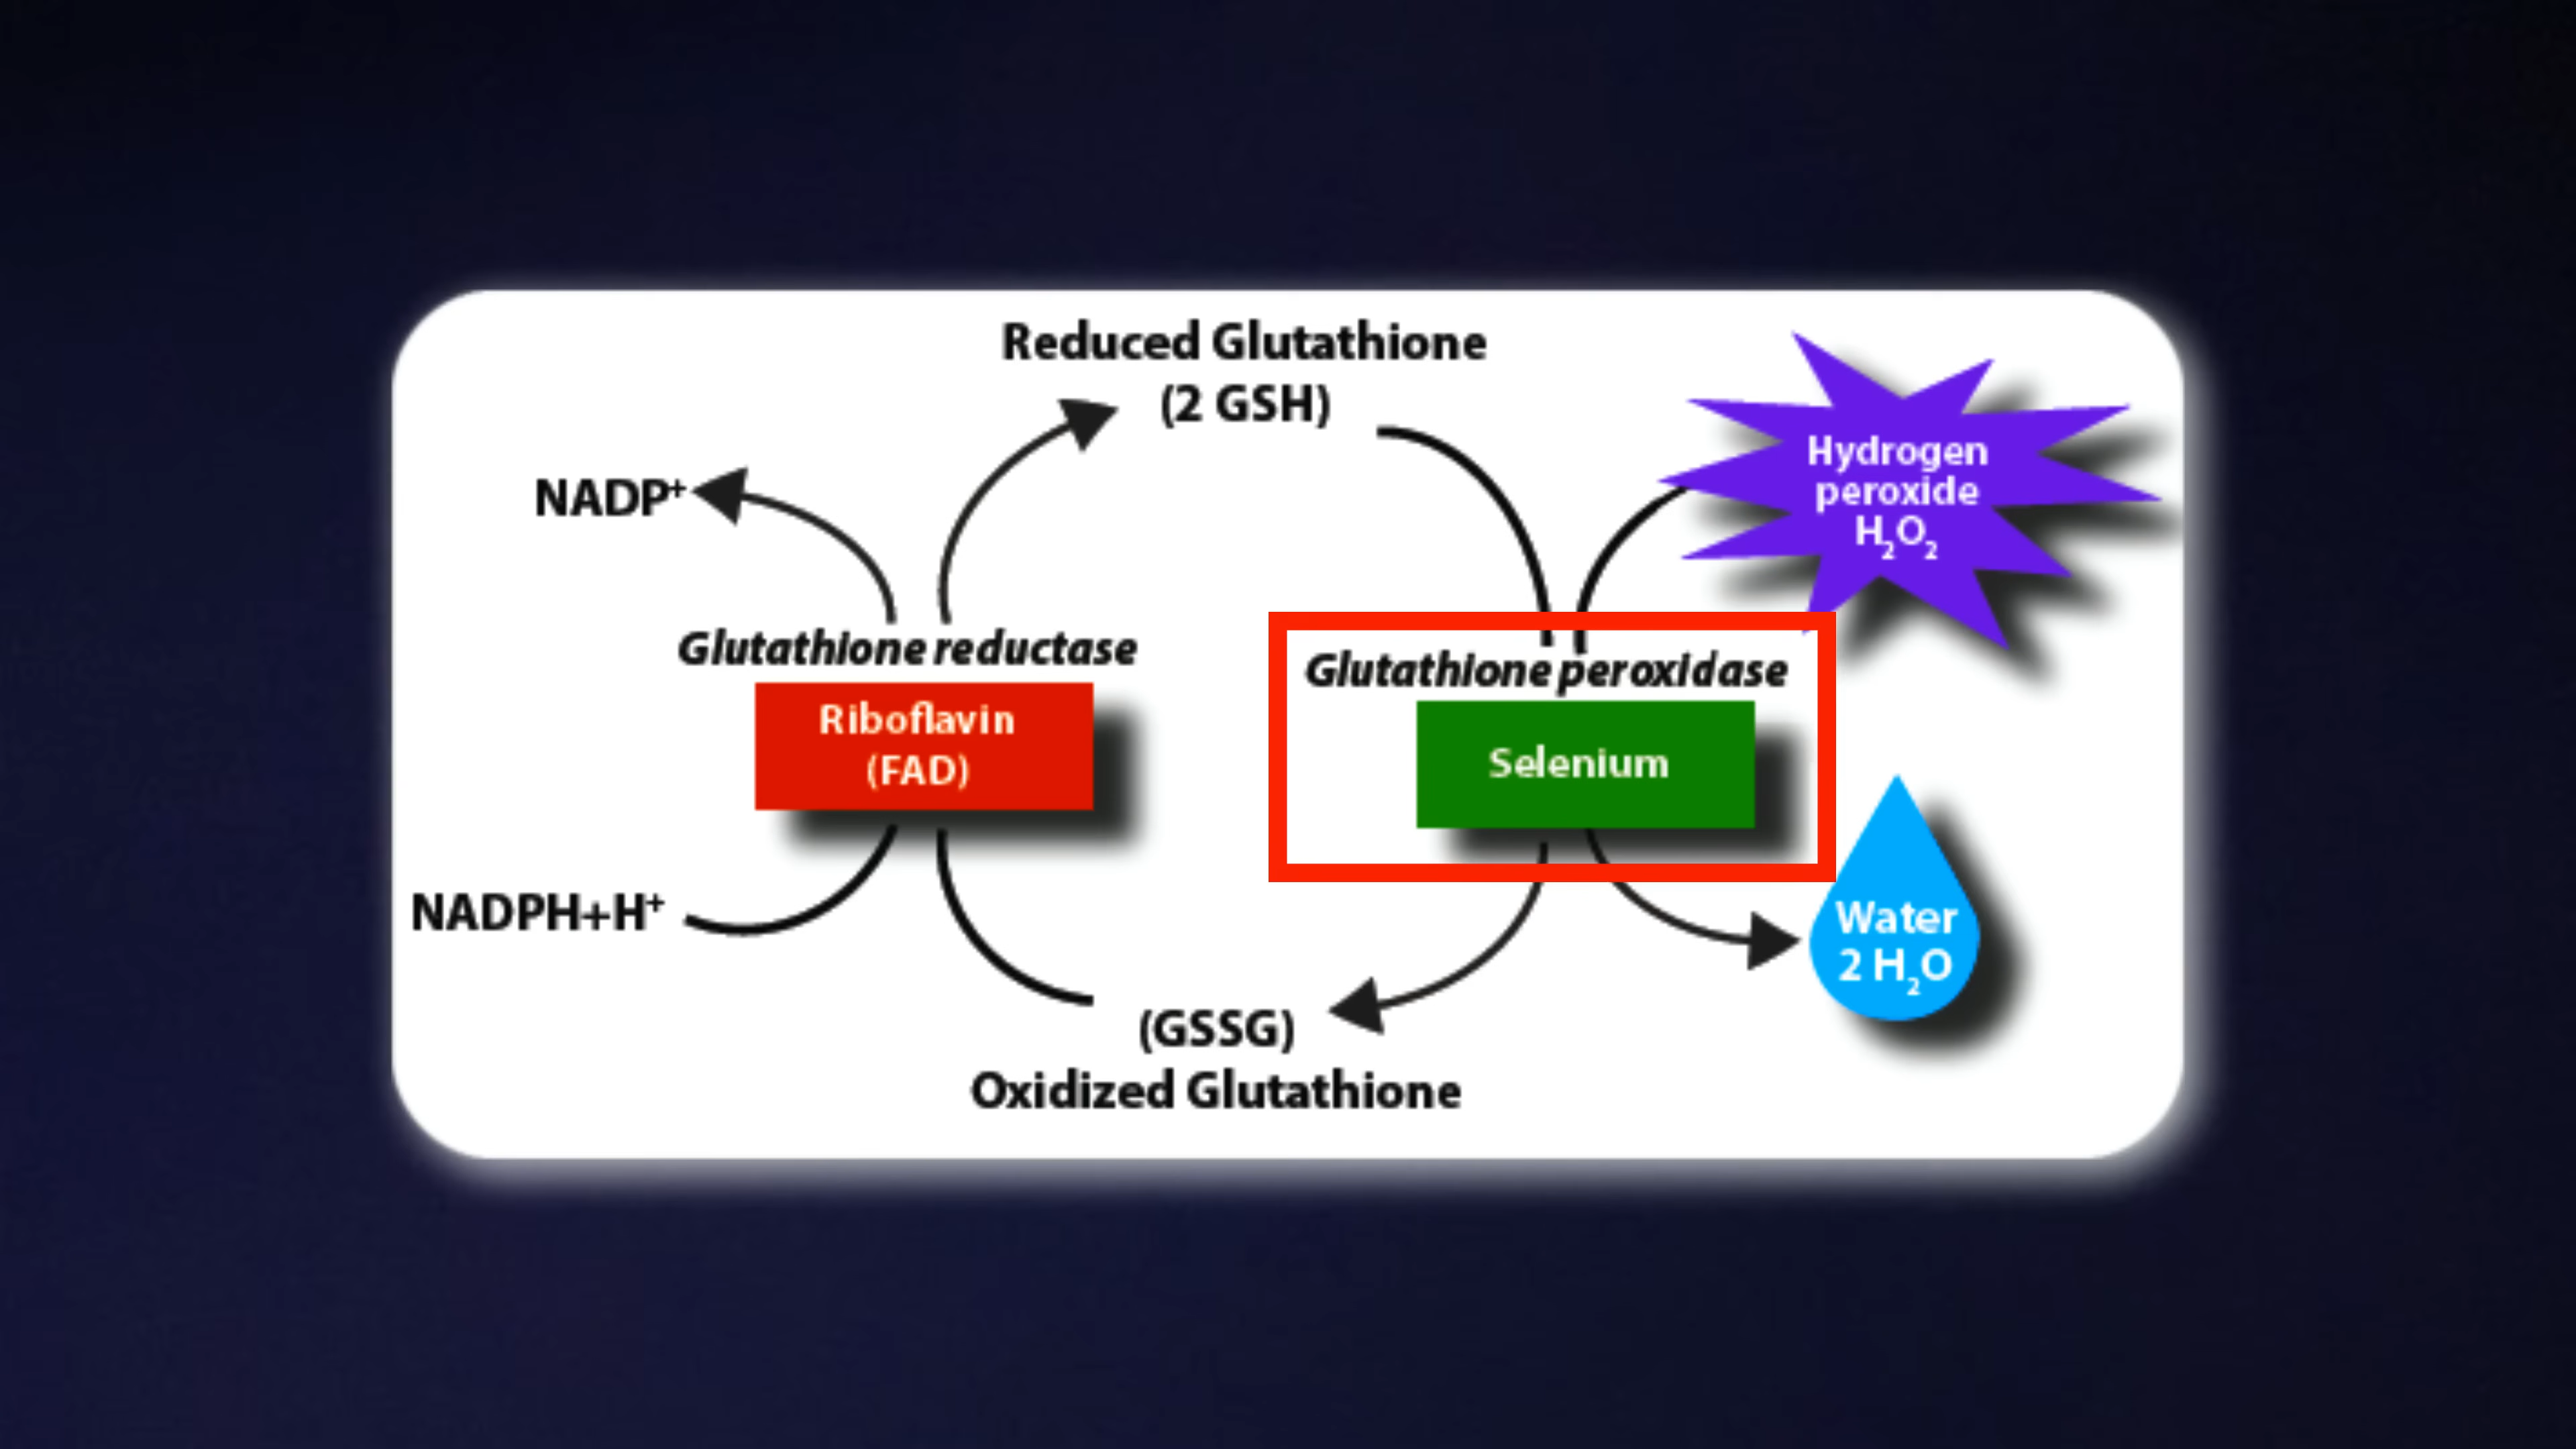 Reduced Glutathione
(2 GSH)
Hydrogen
peroxide
H₂O₂
NADP⁺
Glutathione reductase
Glutathione peroxidase
Riboflavin
(FAD)
Selenium
NADPH+H⁺
Water
2 H₂O
(GSSG)
Oxidized Glutathione